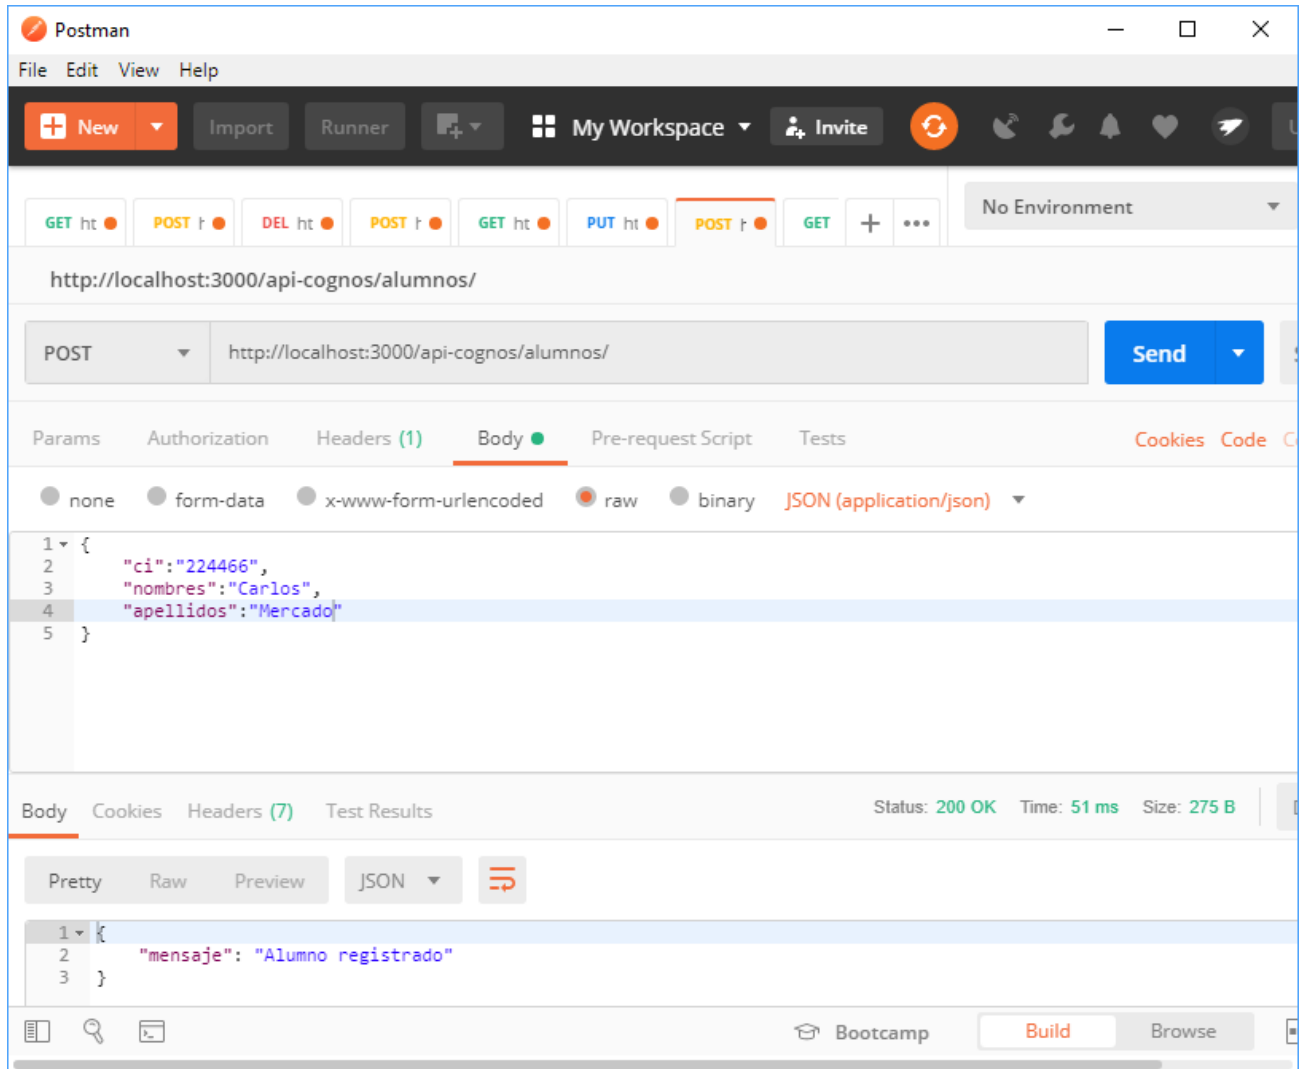 Postman
File Edit View Help
New Import Runner My Workspace Invite
GET ht POST DEL ht POST GET ht PUT ht POST GET No Environment
http://localhost:3000/api-cognos/alumnos/
POST http://localhost:3000/api-cognos/alumnos/ Send
Params Authorization Headers (1) Body Pre-request Script Tests Cookies Code
none form-data x-www-form-urlencoded raw binary JSON (application/json)
1 {
2 "ci":"224466",
3 "nombres":"Carlos",
4 "apellidos":"Mercado"
5 }
Body Cookies Headers (7) Test Results Status: 200 OK Time: 51 ms Size: 275 B
Pretty Raw Preview JSON
1 {
2 "mensaje": "Alumno registrado"
3 }
Bootcamp Build Browse